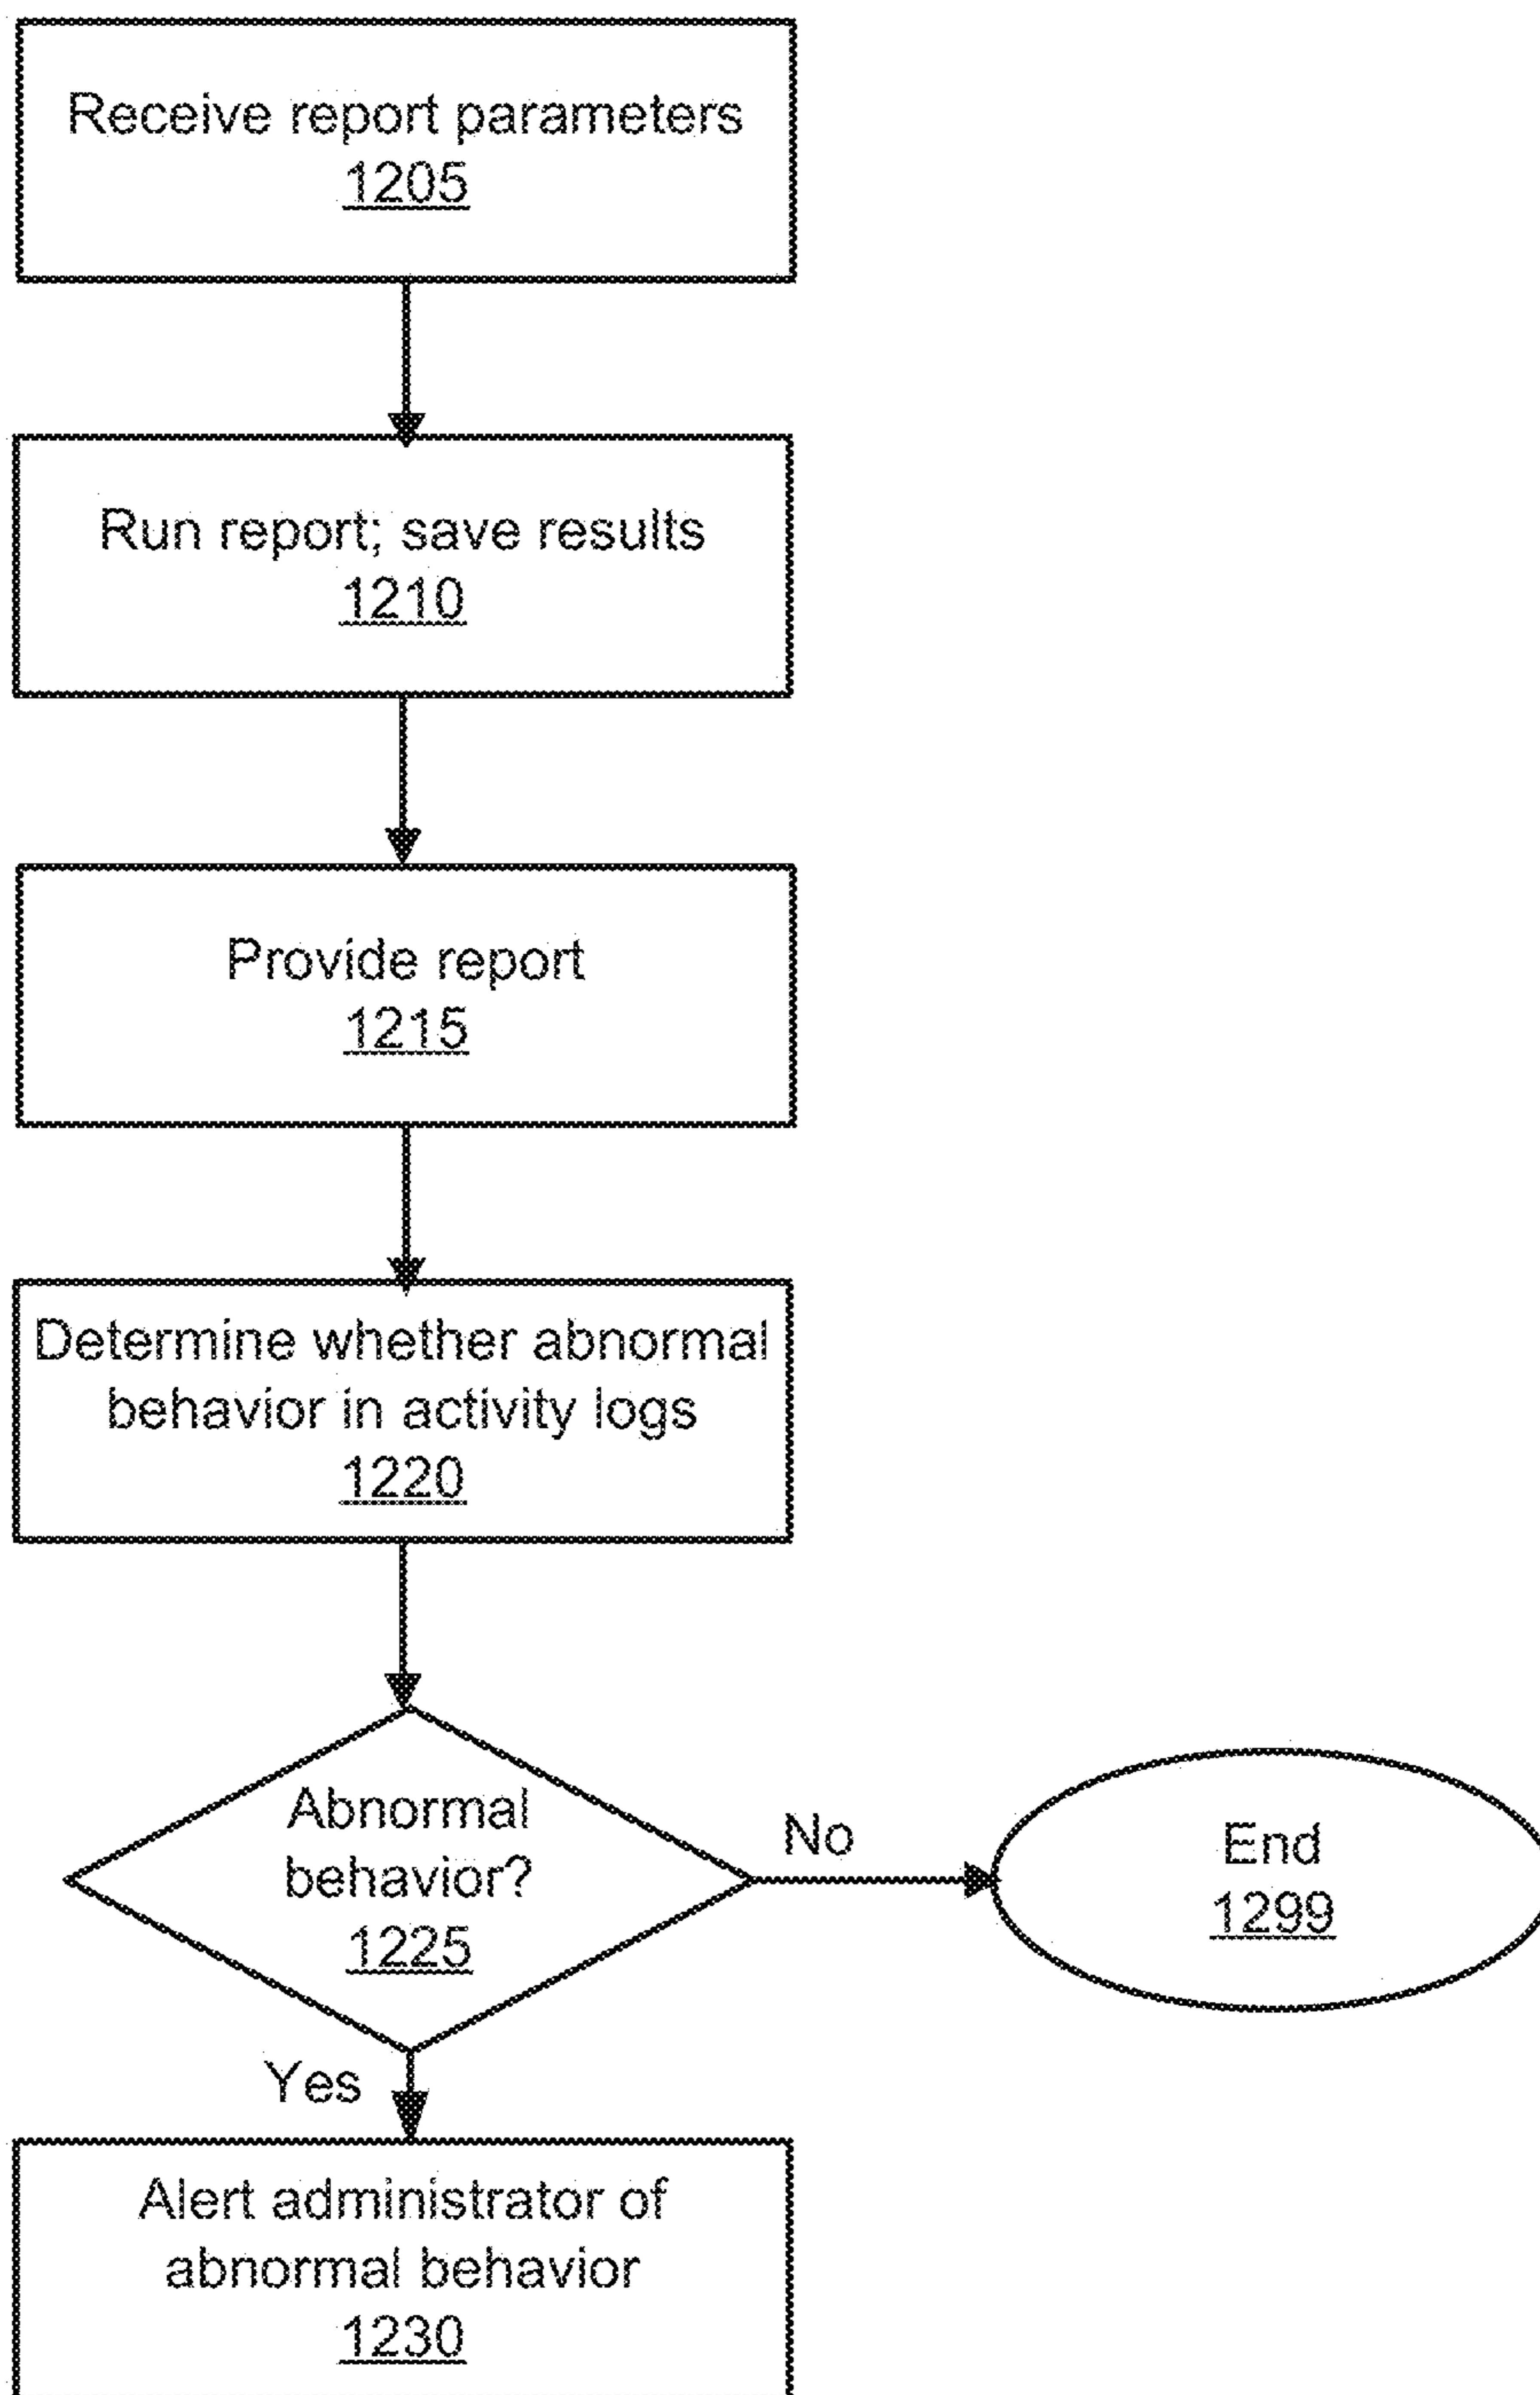 Receive report parameters
1205
Run report; save results
1210
Provide report
1215
Determine whether abnormal
behavior in activity logs
1220
Abnormal
behavior?
1225
No
End
1299
Yes
Alert administrator of
abnormal behavior
1230